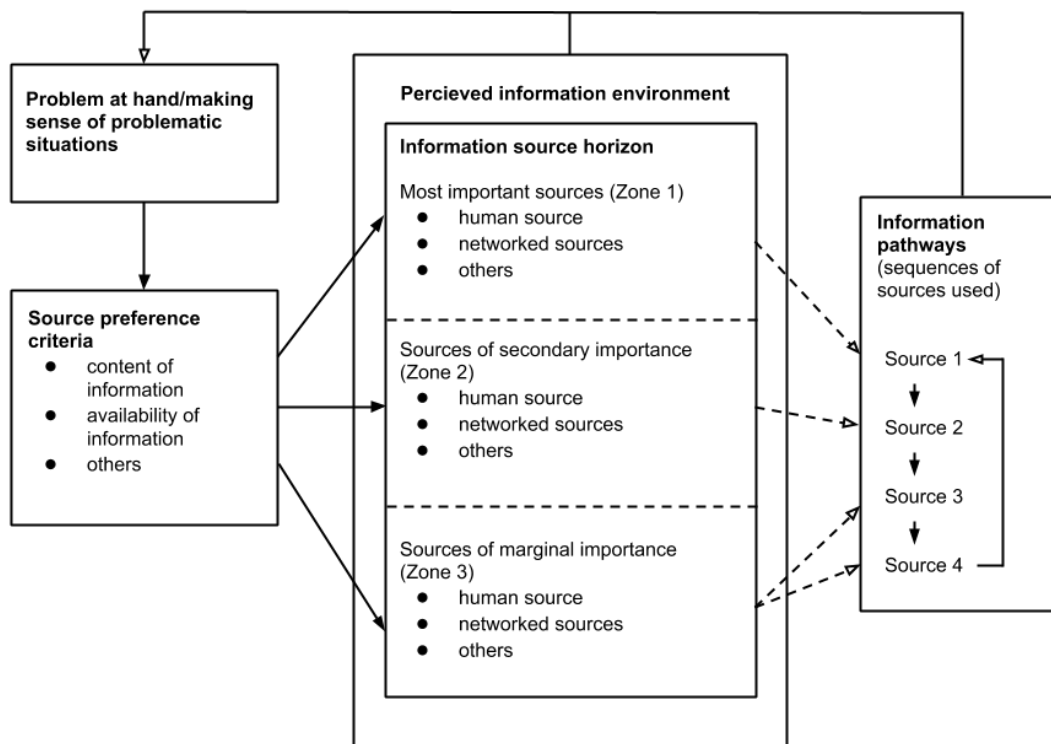 Problem at hand/making
sense of problematic
situations
Source preference
criteria
● content of
information
● availability of
information
● others
Percieved information environment
Information source horizon
Most important sources (Zone 1)
● human source
● networked sources
● others
Sources of secondary importance
(Zone 2)
● human source
● networked sources
● others
Sources of marginal importance
(Zone 3)
● human source
● networked sources
● others
Information
pathways
(sequences of
sources used)
Source 1
Source 2
Source 3
Source 4